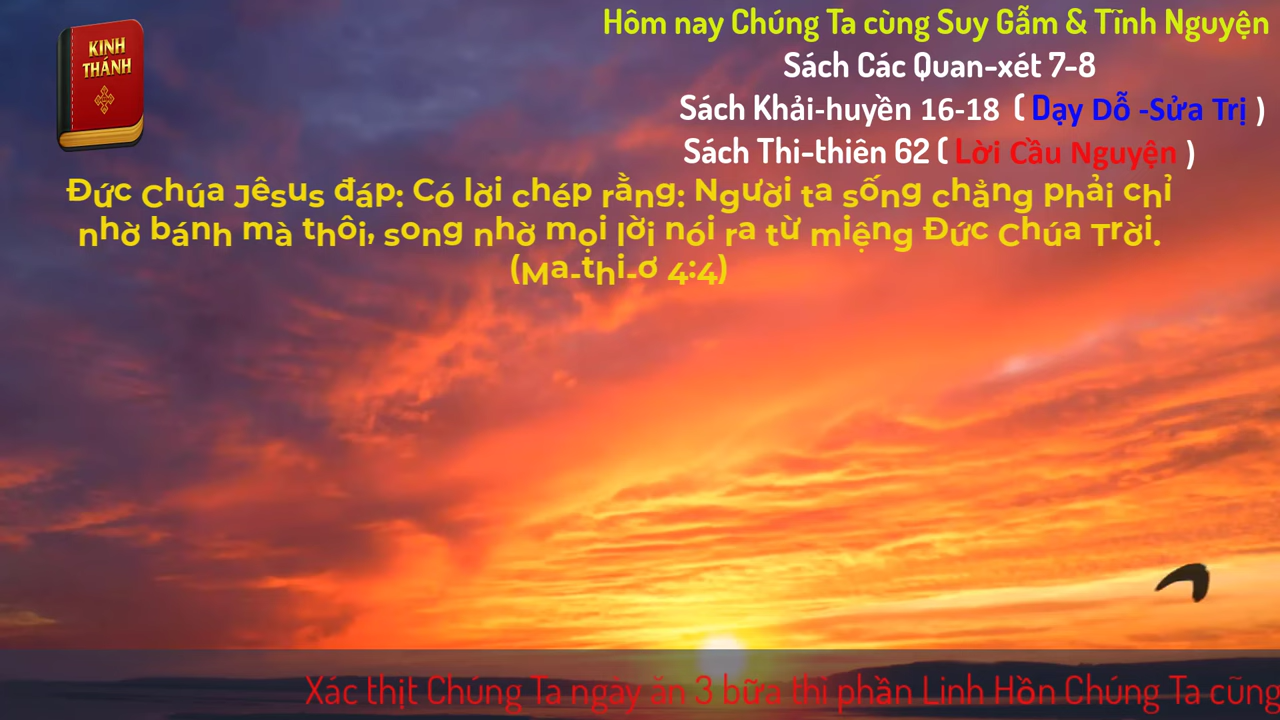 KINH
THÁNH
Hôm nay Chúng Ta cùng Suy Gẫm & Tĩnh Nguyện
Sách Các Quan-xét 7-8
Sách Khải-huyền 16-18 ( Dạy Dỗ -Sửa Trị )
Sách Thi-thiên 62 ( Lời Cầu Nguyện )
Đức Chúa Jêsus đáp: Có lời chép rằng: Người ta sống chẳng phải chỉ
nhờ bánh mà thôi, song nhờ mọi lời nói ra từ miệng Đức Chúa Trời.
(Ma-thi-ơ 4:4)
Xác thịt Chúng Ta ngày ăn 3 bữa thì phần Linh Hồn Chúng Ta cũng